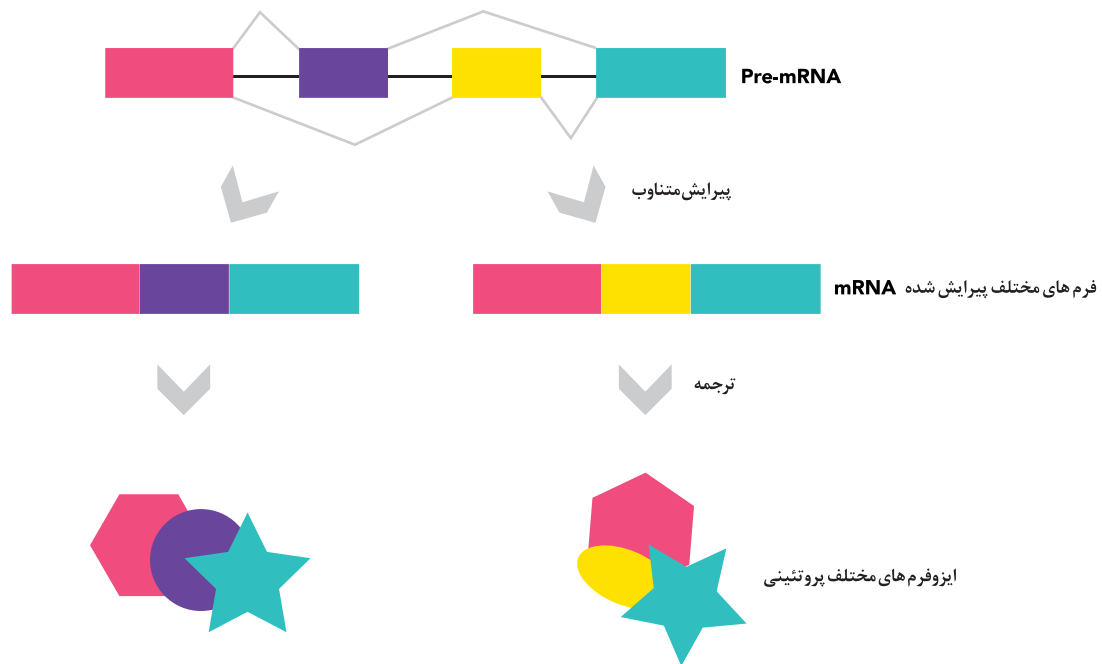 Pre-mRNA
پیرایش متناوب
فرم های مختلف پیرایش شده mRNA
ترجمه
ایزوفرم های مختلف پروتئینی